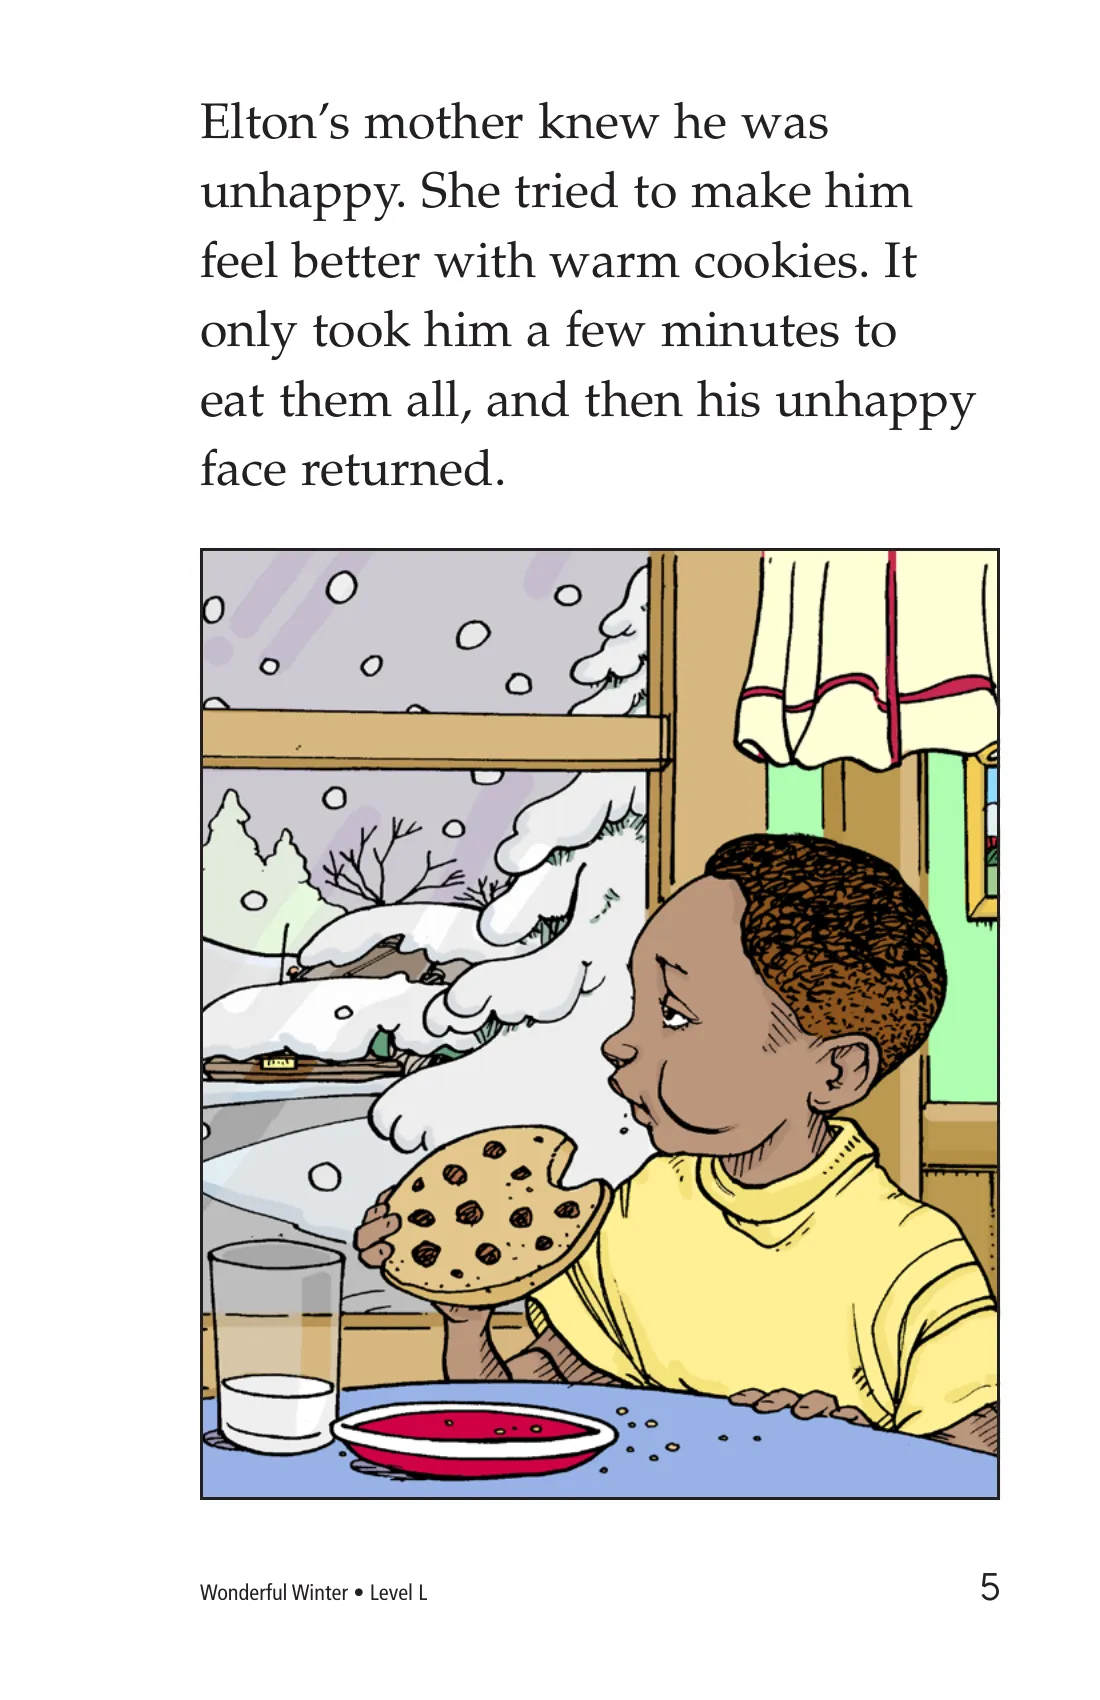 Elton’s mother knew he was
unhappy. She tried to make him
feel better with warm cookies. It
only took him a few minutes to
eat them all, and then his unhappy
face returned.
Wonderful Winter • Level L
5